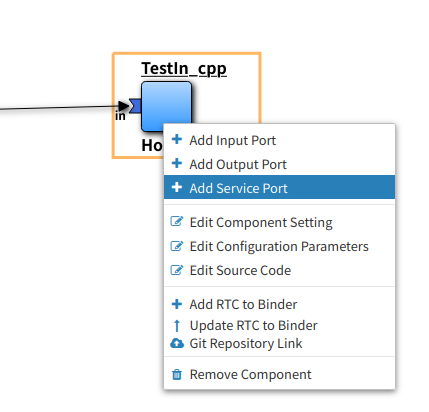 TestIn_cpp
in
Ho
Add Input Port
Add Output Port
Add Service Port
Edit Component Setting
Edit Configuration Parameters
Edit Source Code
Add RTC to Binder
Update RTC to Binder
Git Repository Link
Remove Component